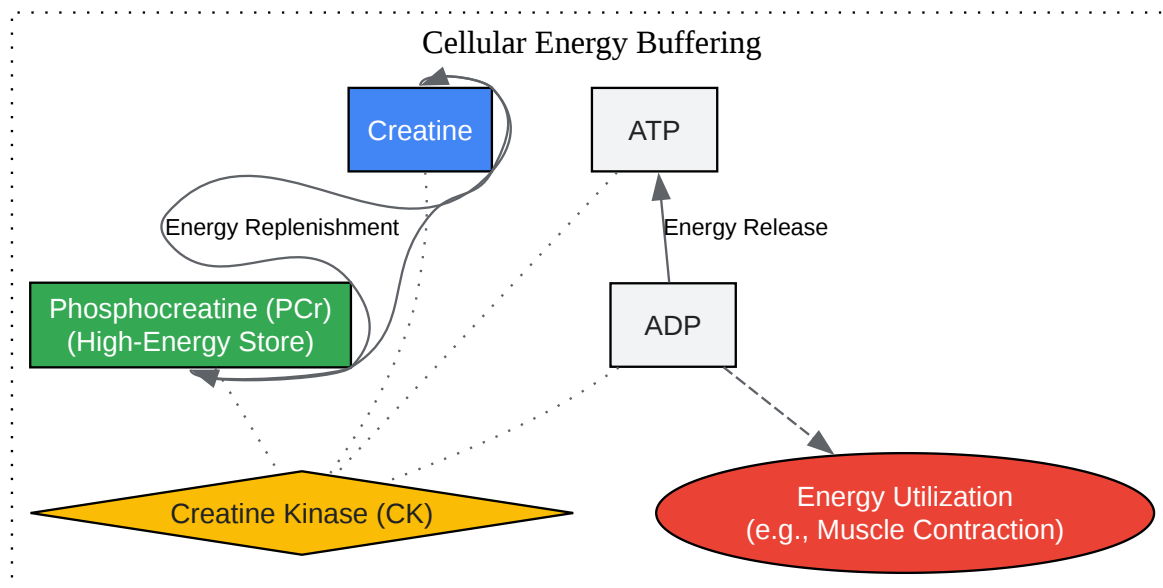 Cellular Energy Buffering
Creatine
ATP
Energy Replenishment
Energy Release
Phosphocreatine (PCr)
(High-Energy Store)
ADP
Creatine Kinase (CK)
Energy Utilization
(e.g., Muscle Contraction)